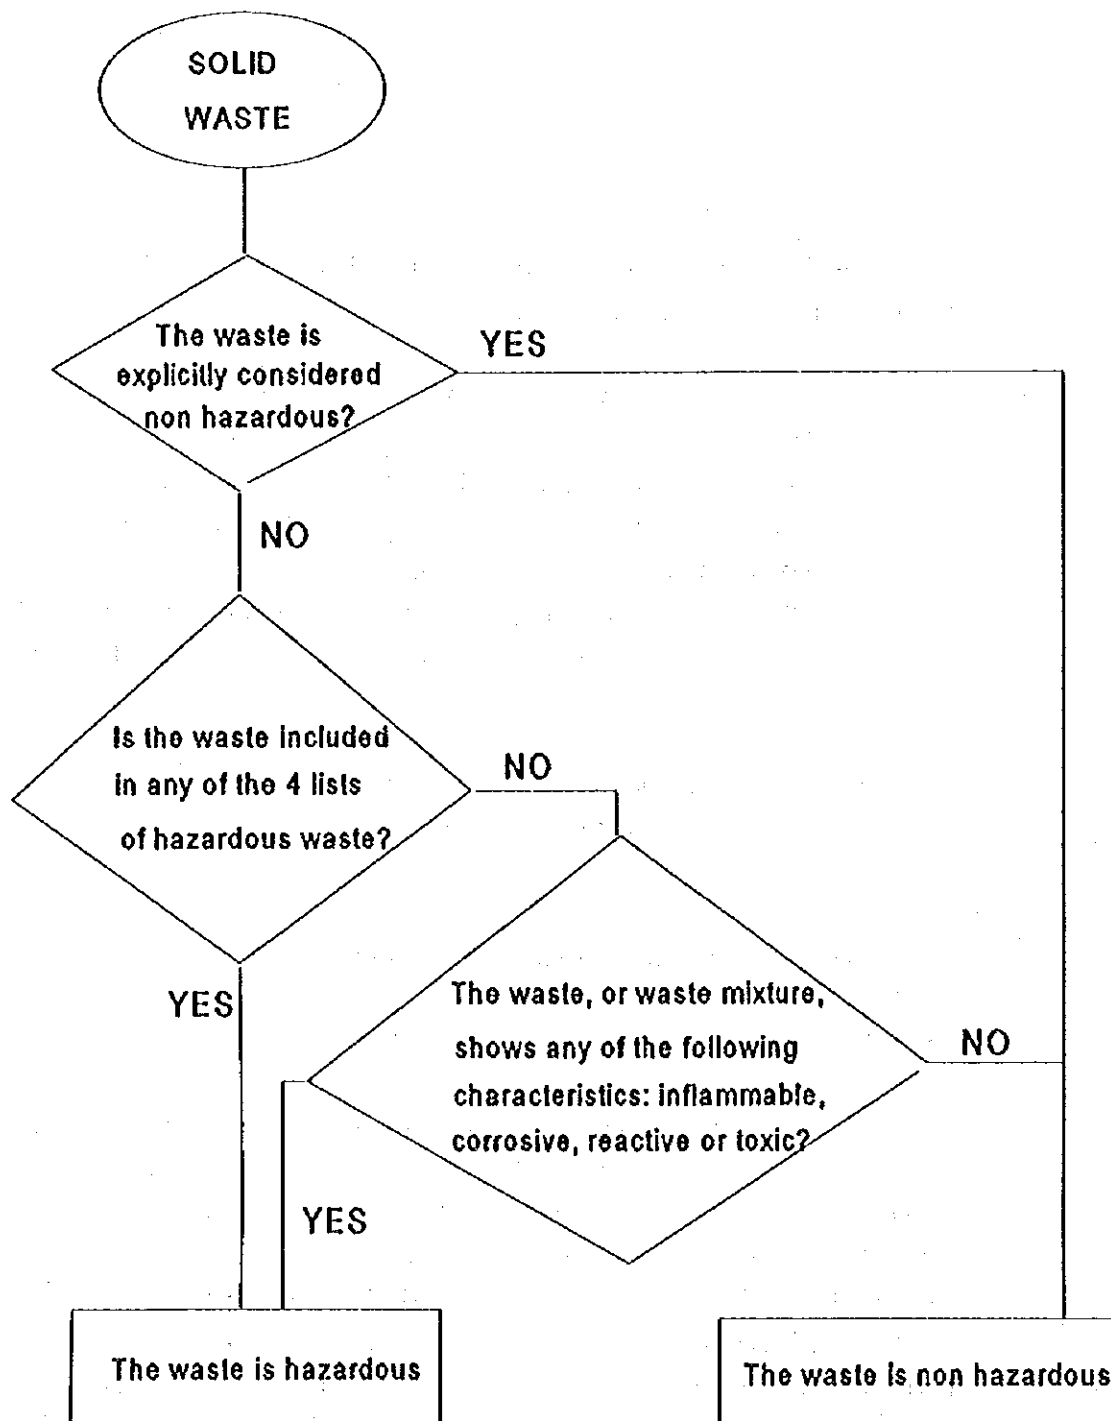 SOLID
WASTE
The waste is
explicitly considered
non hazardous?
YES
NO
Is the waste included
in any of the 4 lists
of hazardous waste?
NO
YES
The waste, or waste mixture,
shows any of the following
characteristics: inflammable,
corrosive, reactive or toxic?
NO
YES
The waste is hazardous
The waste is non hazardous